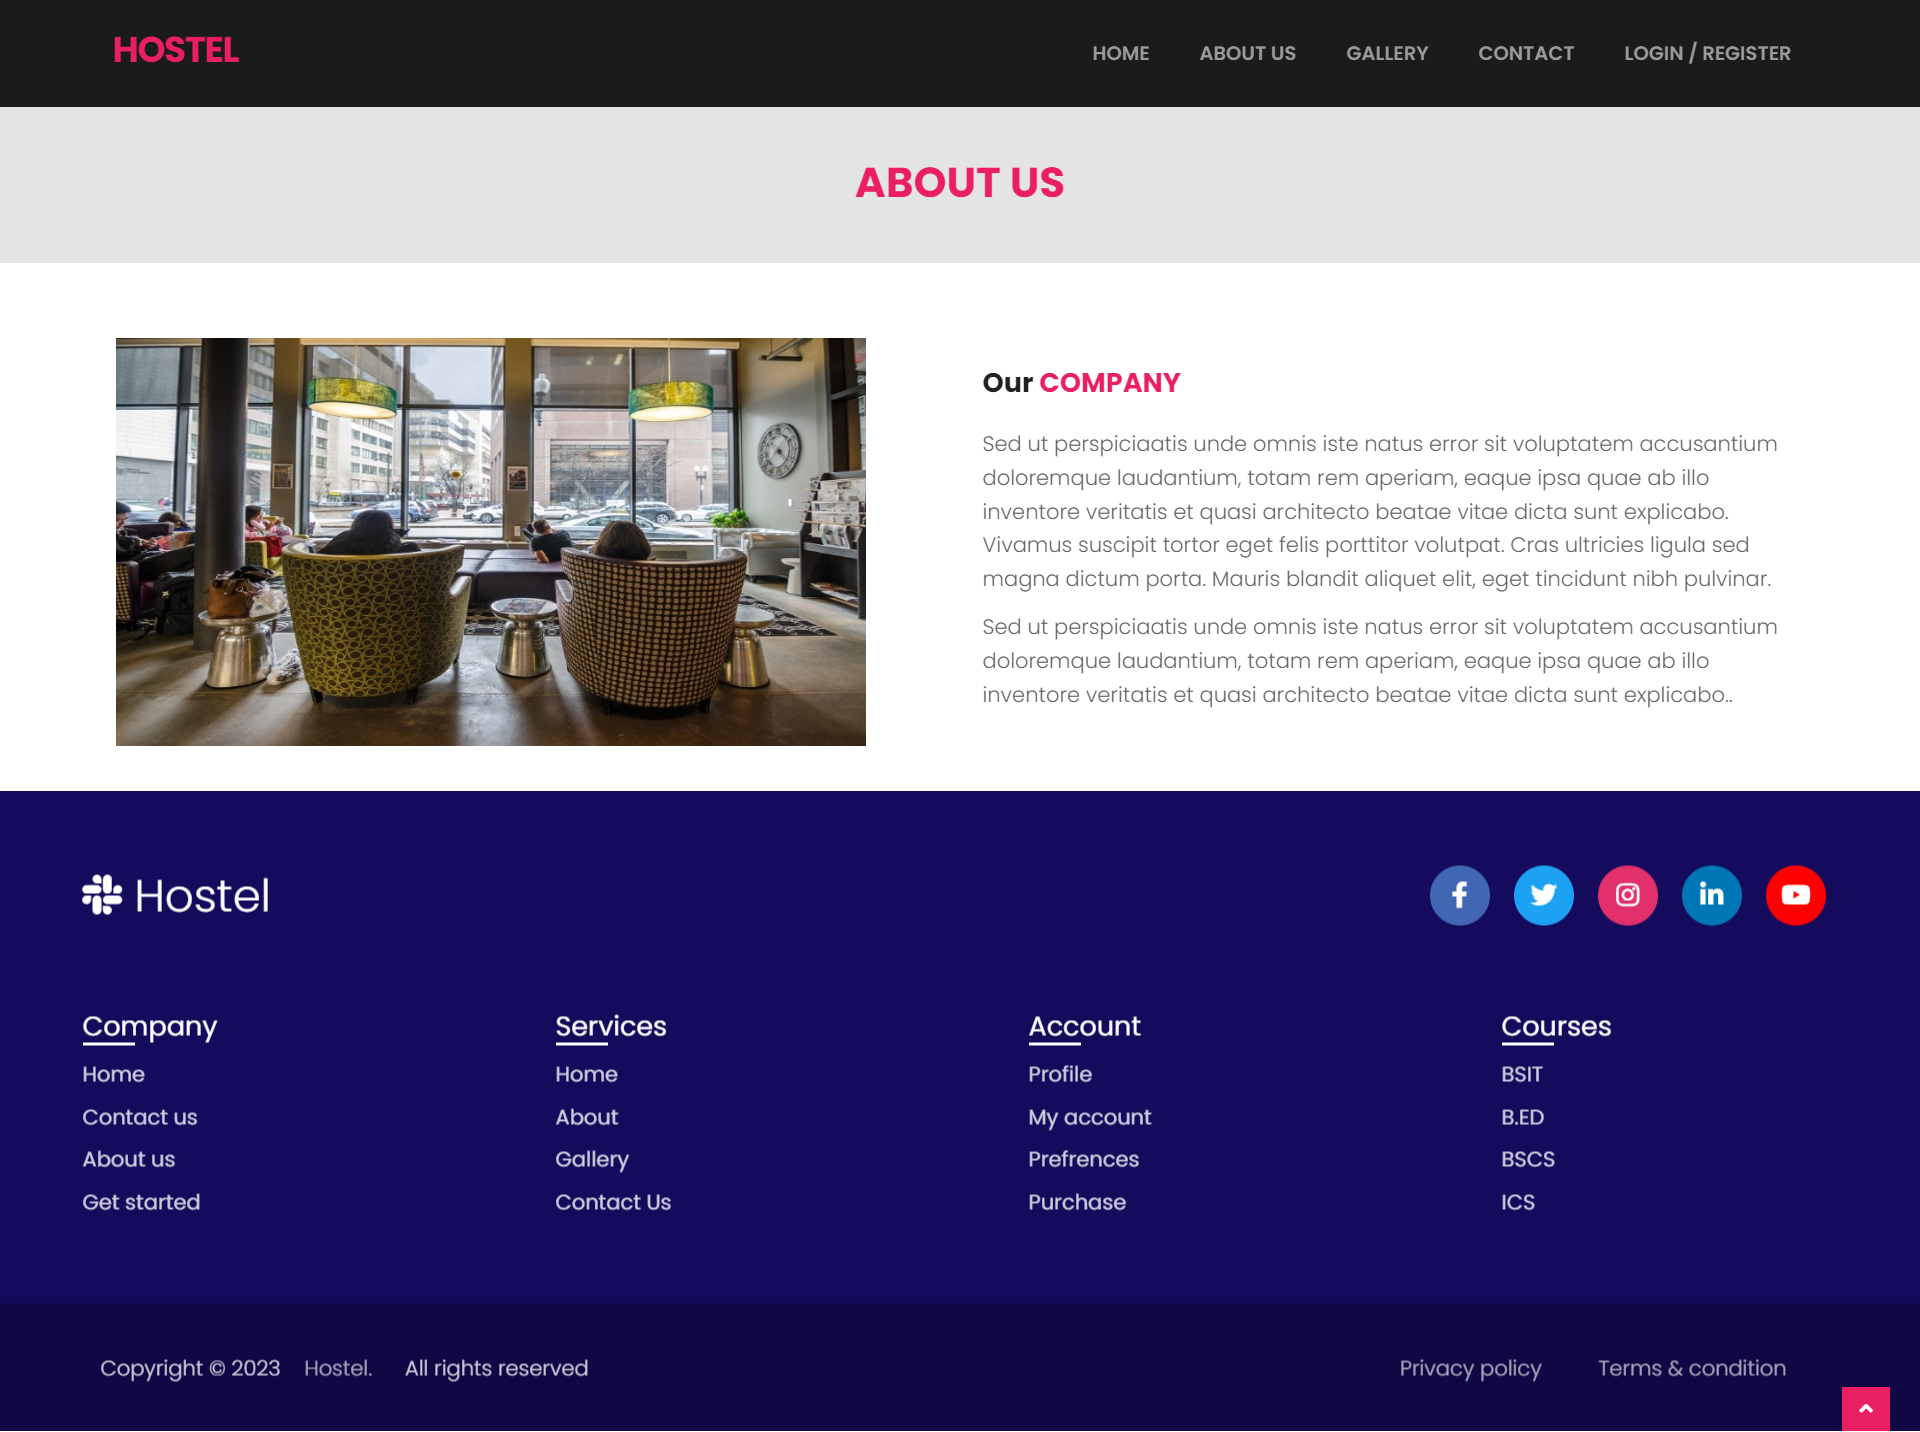 HOSTEL
HOME ABOUT US GALLERY CONTACT LOGIN / REGISTER
ABOUT US
Our COMPANY
Sed ut perspiciaatis unde omnis iste natus error sit voluptatem accusantium
doloremque laudantium, totam rem aperiam, eaque ipsa quae ab illo
inventore veritatis et quasi architecto beatae vitae dicta sunt explicabo.
Vivamus suscipit tortor eget felis porttitor volutpat. Cras ultricies ligula sed
magna dictum porta. Mauris blandit aliquet elit, eget tincidunt nibh pulvinar.
Sed ut perspiciaatis unde omnis iste natus error sit voluptatem accusantium
doloremque laudantium, totam rem aperiam, eaque ipsa quae ab illo
inventore veritatis et quasi architecto beatae vitae dicta sunt explicabo..
Hostel
Company
Home
Contact us
About us
Get started
Services
Home
About
Gallery
Contact Us
Account
Profile
My account
Prefrences
Purchase
Courses
BSIT
B.ED
BSCS
ICS
Copyright © 2023 Hostel. All rights reserved
Privacy policy Terms & condition